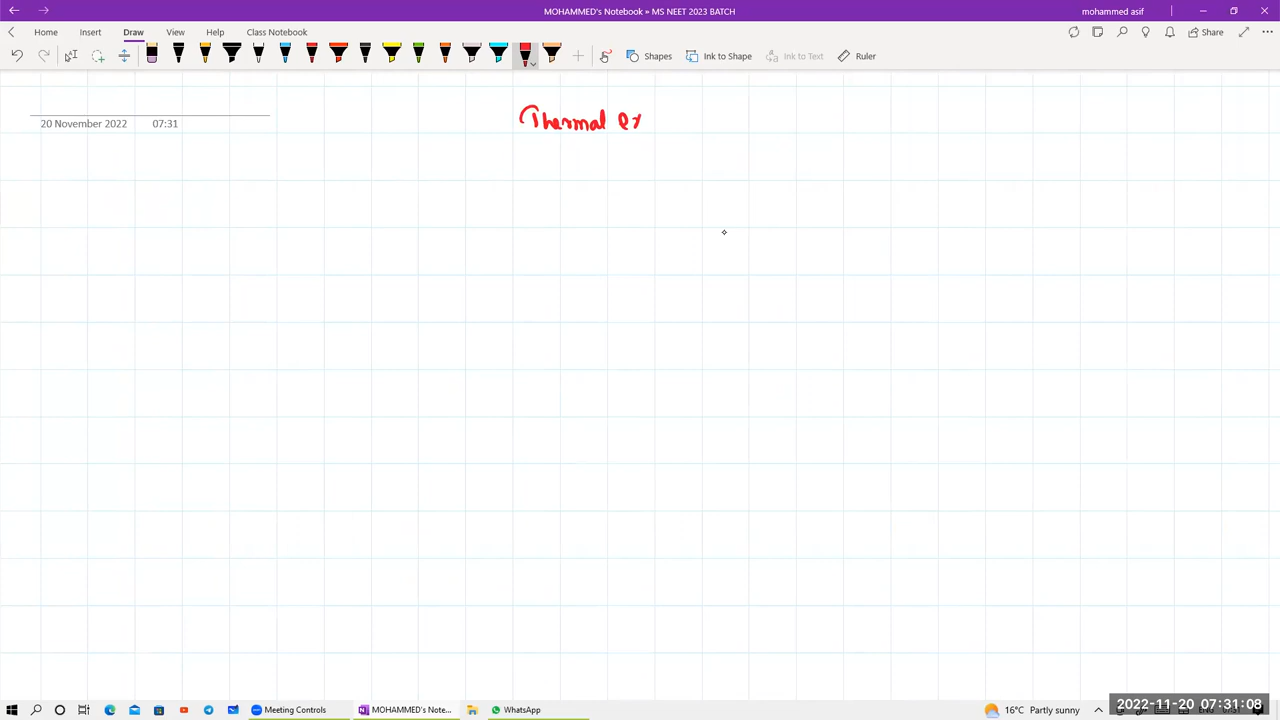 MOHAMMED's Notebook » MS NEET 2023 BATCH
mohammed asif
Home Insert Draw View Help Class Notebook
Share
Shapes Ink to Shape Ink to Text Ruler
Thermal ex
20 November 2022 07:31
Meeting Controls MOHAMMED's Note... WhatsApp
16°C Partly sunny
2022-11-20 07:31:08